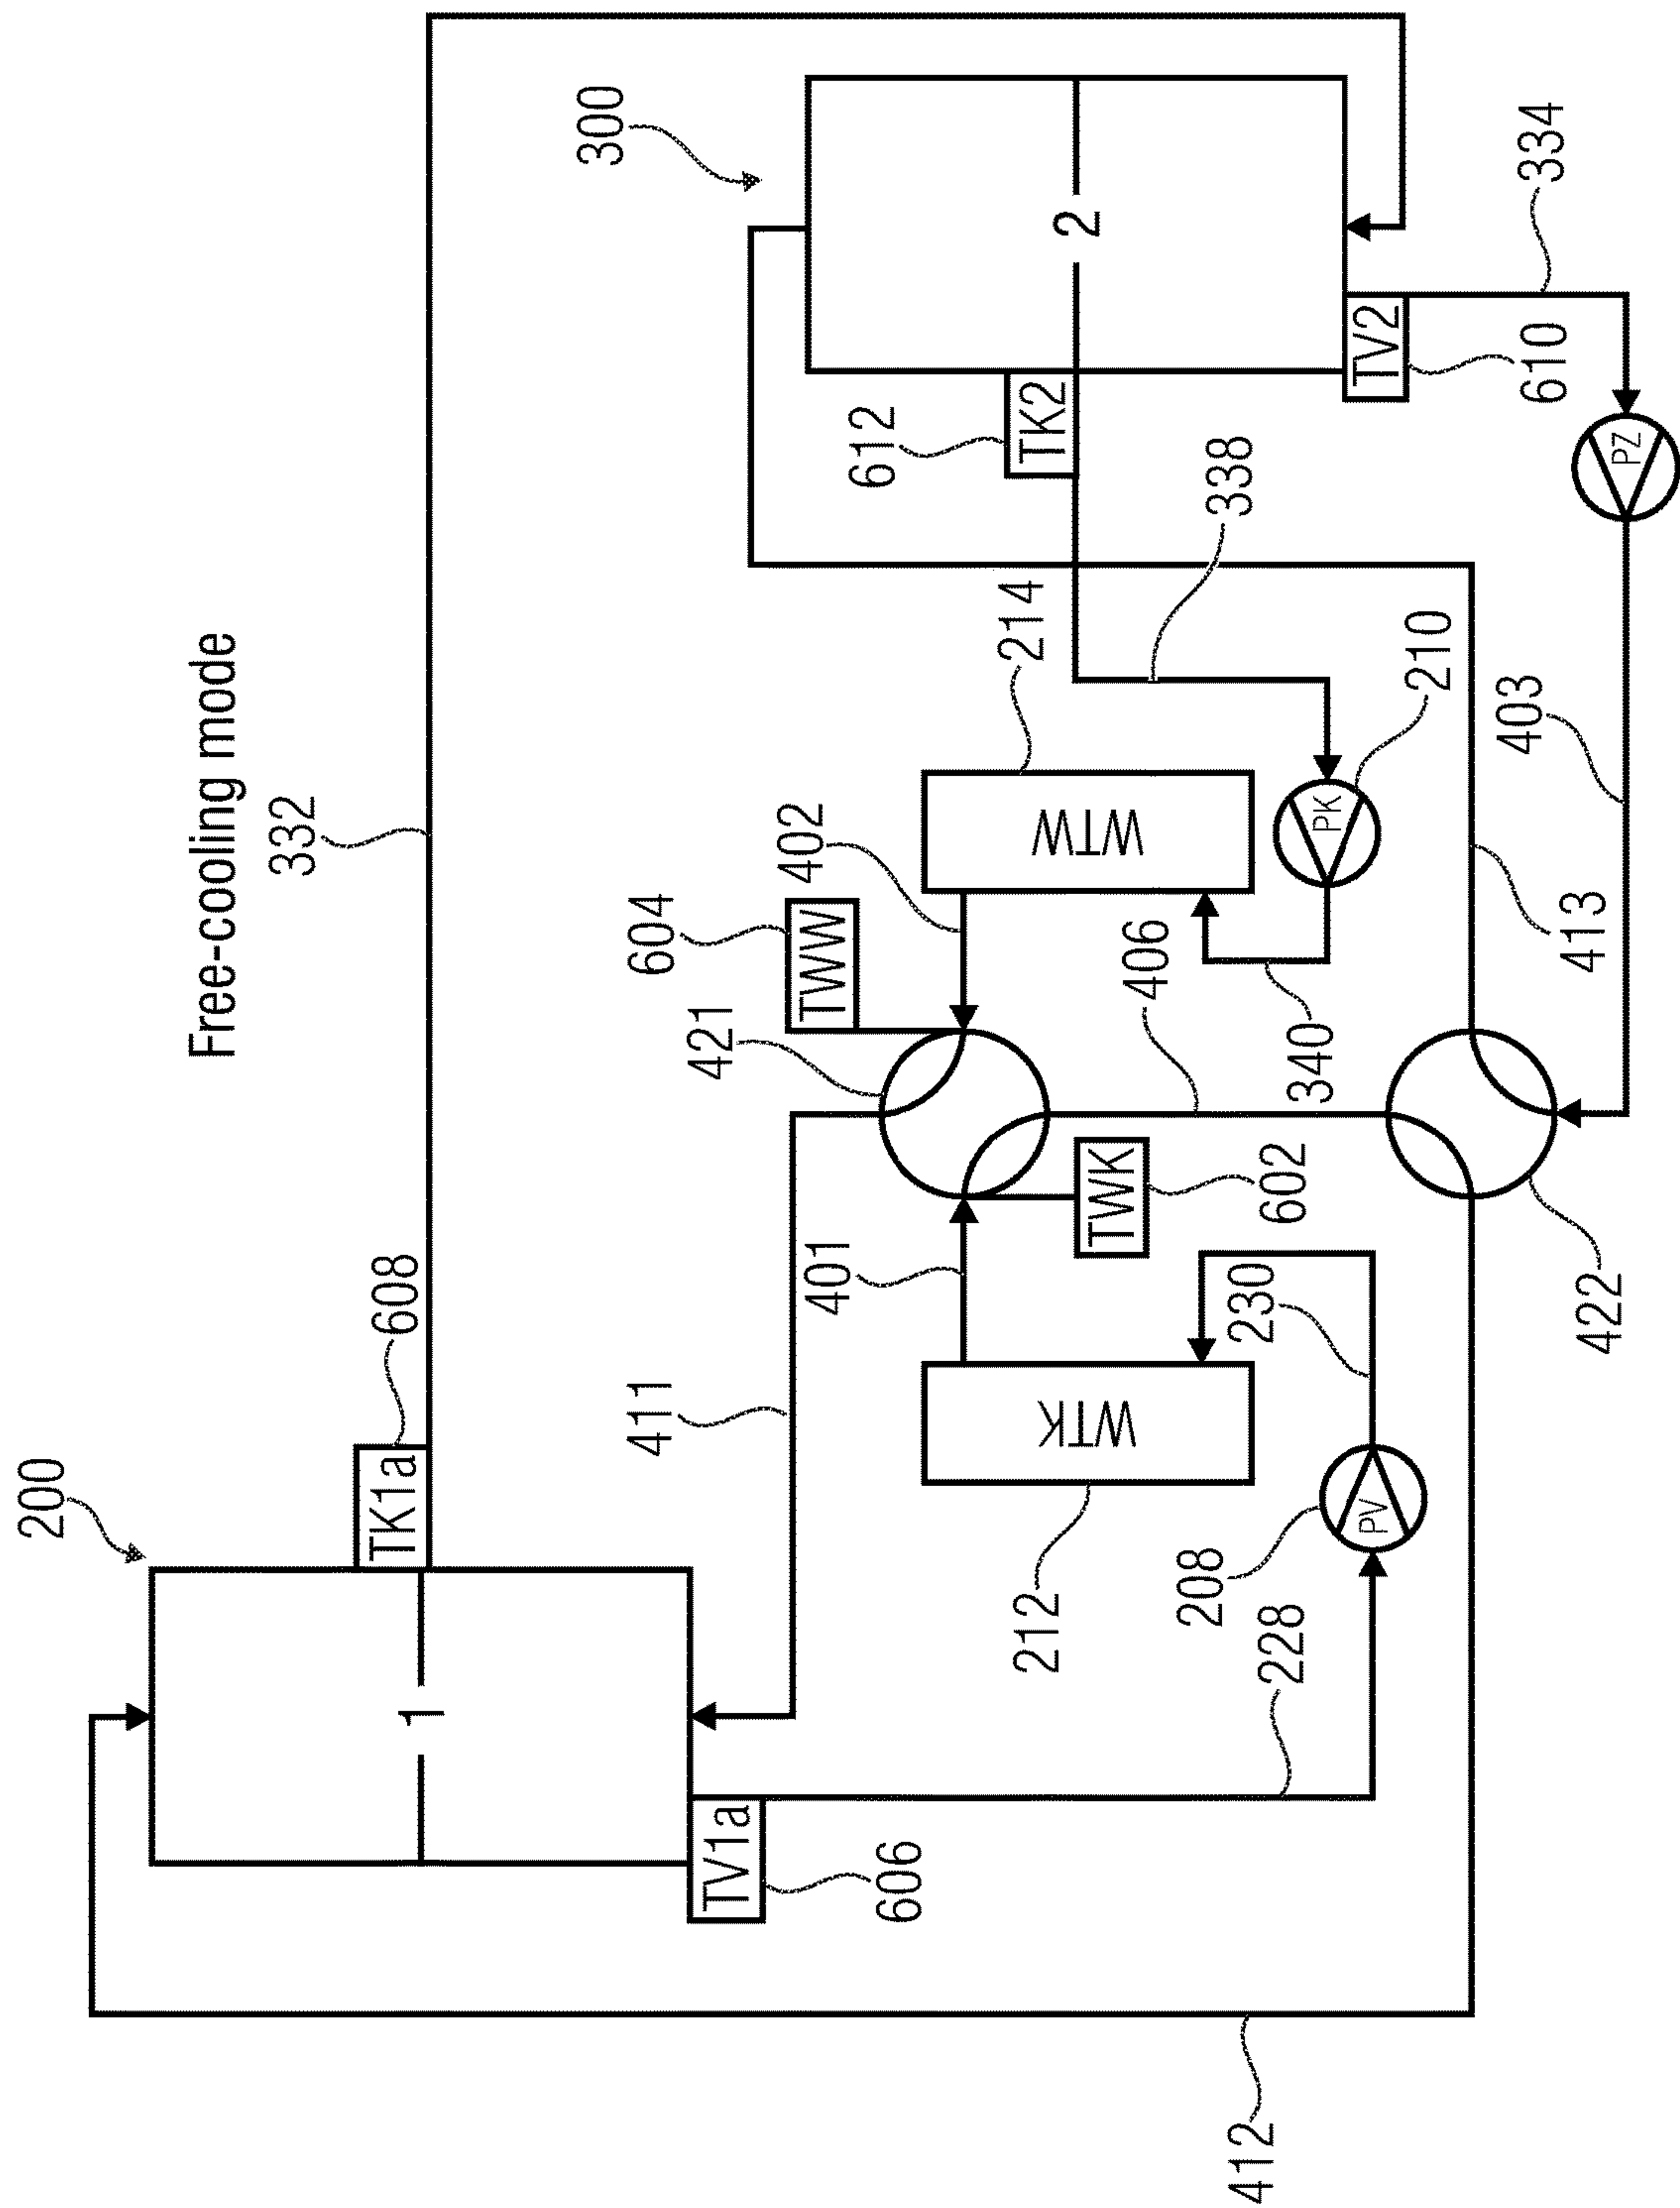 Free-cooling mode
200
TK1a
608
332
300
1
2
411
421
604
TWW
402
612
TK2
401
WTK
WTW
214
TV1a
606
212
TWK
602
406
340
338
TV2
610
334
208
PV
230
228
PK
210
412
422
413
403
PZ